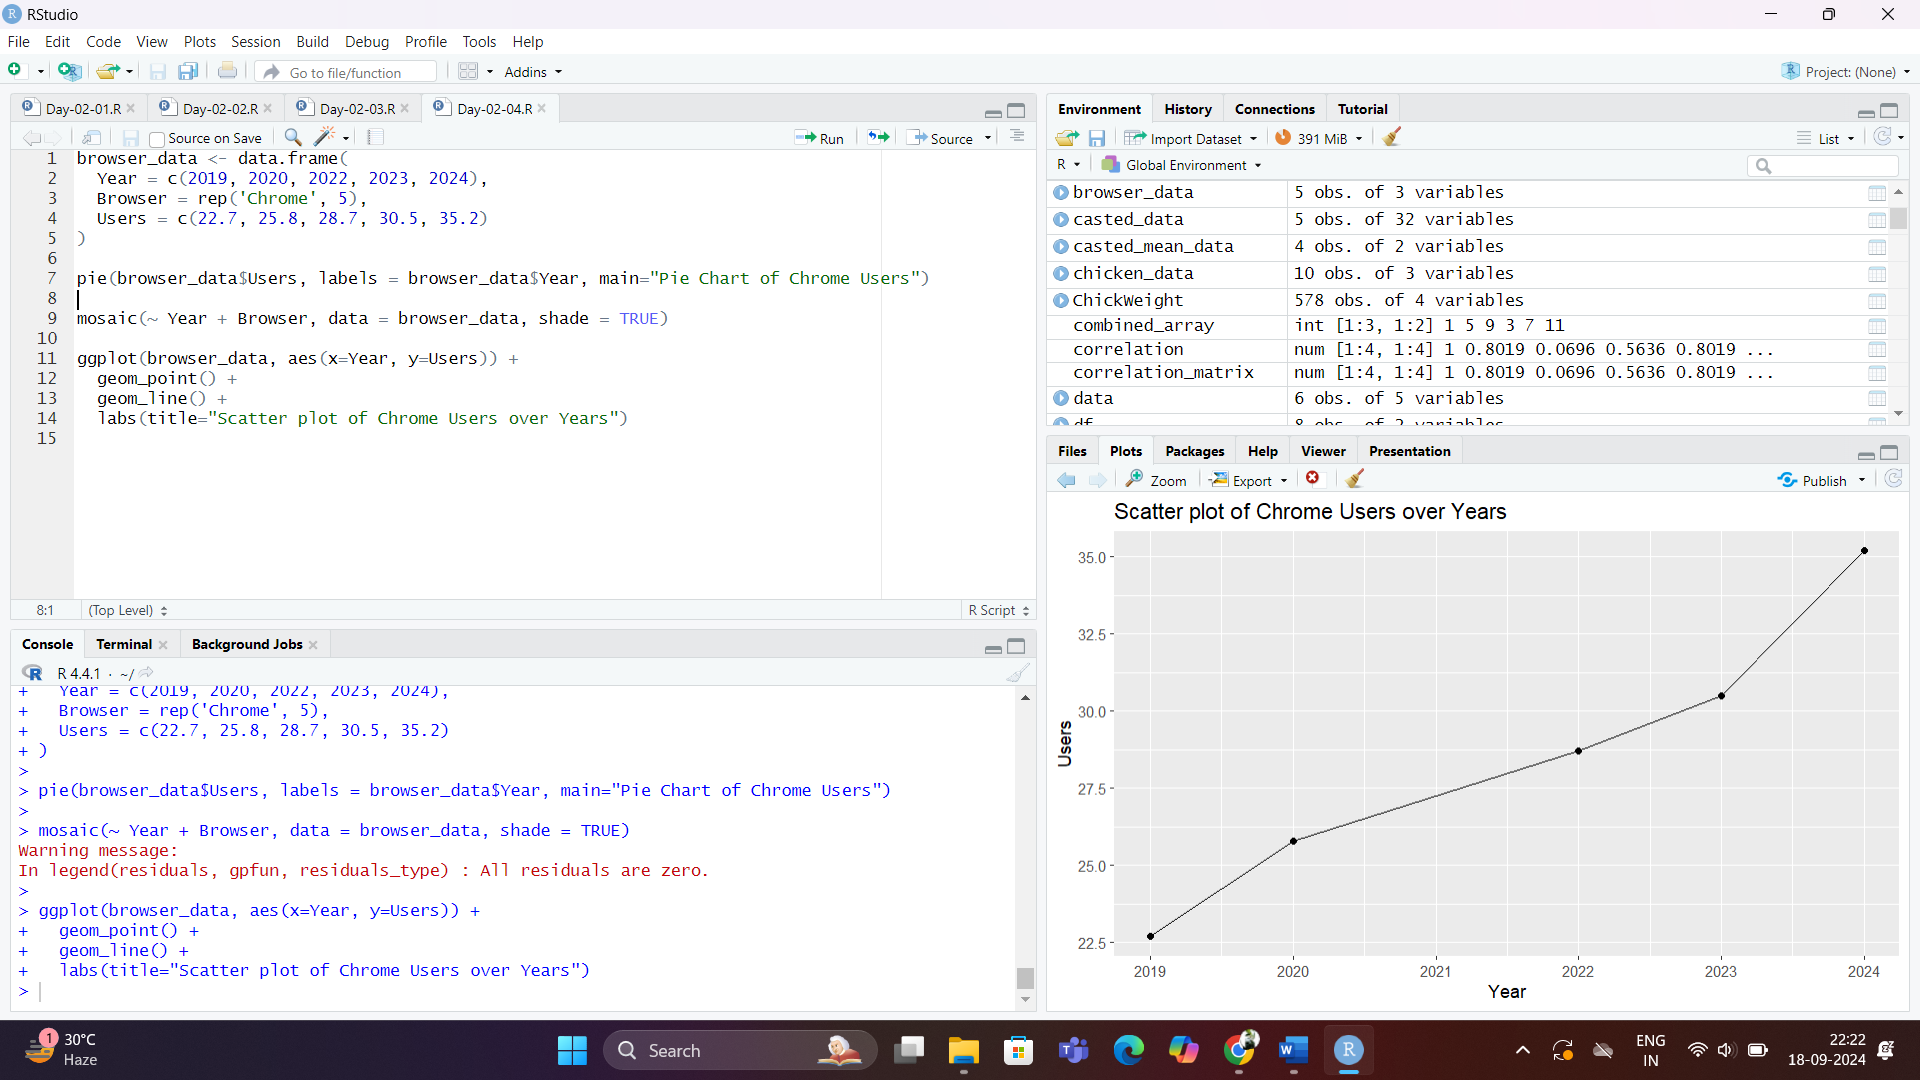 RStudio
File Edit Code View Plots Session Build Debug Profile Tools Help
Go to file/function Addins Project: (None)
Day-02-01.R Day-02-02.R Day-02-03.R Day-02-04.R
Source on Save Run Source
1 browser_data <- data.frame(
2 Year = c(2019, 2020, 2022, 2023, 2024),
3 Browser = rep('Chrome', 5),
4 Users = c(22.7, 25.8, 28.7, 30.5, 35.2)
5 )
6
7 pie(browser_data$Users, labels = browser_data$Year, main="Pie Chart of Chrome Users")
8
9 mosaic(~ Year + Browser, data = browser_data, shade = TRUE)
10
11 ggplot(browser_data, aes(x=Year, y=Users)) +
12 geom_point() +
13 geom_line() +
14 labs(title="Scatter plot of Chrome Users over Years")
15
8:1 (Top Level) R Script
Console Terminal Background Jobs
R 4.4.1 · ~/
+ Year = c(2019, 2020, 2022, 2023, 2024),
+ Browser = rep('Chrome', 5),
+ Users = c(22.7, 25.8, 28.7, 30.5, 35.2)
+ )
>
> pie(browser_data$Users, labels = browser_data$Year, main="Pie Chart of Chrome Users")
>
> mosaic(~ Year + Browser, data = browser_data, shade = TRUE)
Warning message:
In legend(residuals, gpfun, residuals_type) : All residuals are zero.
>
> ggplot(browser_data, aes(x=Year, y=Users)) +
+ geom_point() +
+ geom_line() +
+ labs(title="Scatter plot of Chrome Users over Years")
>
Environment History Connections Tutorial
Import Dataset 391 MiB List
R Global Environment
browser_data 5 obs. of 3 variables
casted_data 5 obs. of 32 variables
casted_mean_data 4 obs. of 2 variables
chicken_data 10 obs. of 3 variables
ChickWeight 578 obs. of 4 variables
combined_array int [1:3, 1:2] 1 5 9 3 7 11
correlation num [1:4, 1:4] 1 0.8019 0.0696 0.5636 0.8019 ...
correlation_matrix num [1:4, 1:4] 1 0.8019 0.0696 0.5636 0.8019 ...
data 6 obs. of 5 variables
df 8 obs. of 2 variables
Files Plots Packages Help Viewer Presentation
Zoom Export Publish
Scatter plot of Chrome Users over Years
35.0
32.5
30.0
27.5
25.0
22.5
Users
2019 2020 2021 2022 2023 2024
Year
1 30°C
Haze
Search
ENG
IN
22:22
18-09-2024